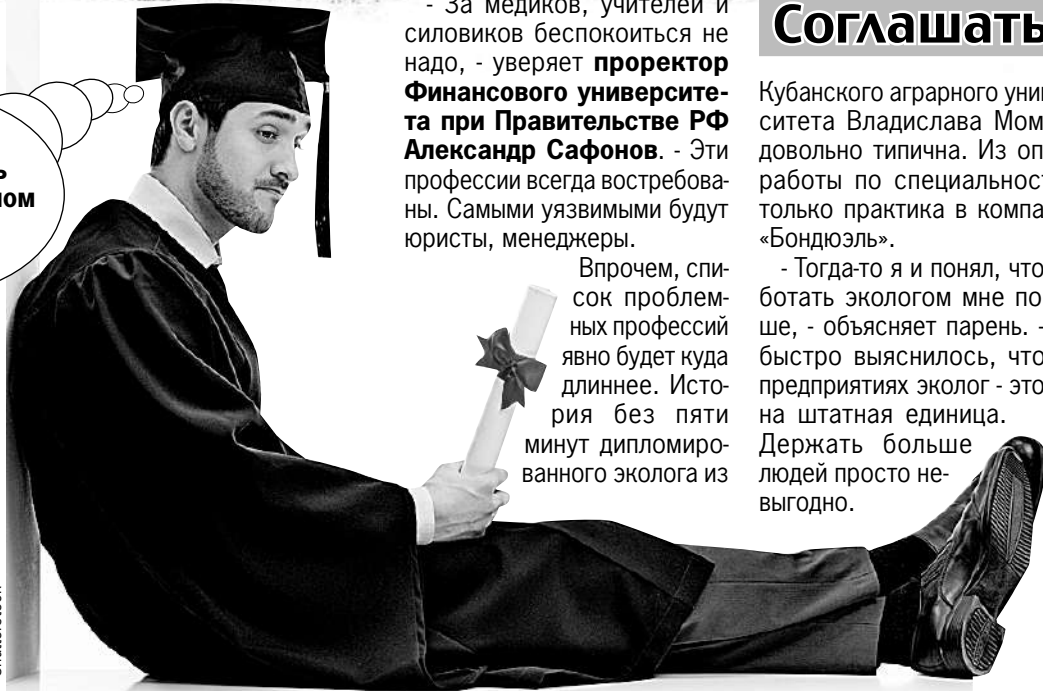 ь
ом
- За медиков, учителей и
силовиков беспокоиться не
надо, - уверяет проректор
Финансового университе-
та при Правительстве РФ
Александр Сафонов. - Эти
профессии всегда востребова-
ны. Самыми уязвимыми будут
юристы, менеджеры.
Впрочем, спи-
сок проблем-
ных профессий
явно будет куда
длиннее. Исто-
рия без пяти
минут дипломиро-
ванного эколога из
Соглашать
Кубанского аграрного уни
ситета Владислава Мом
довольно типична. Из оп
работы по специальност
только практика в компа
«Бондюэль».
- Тогда-то я и понял, что
ботать экологом мне по
ше, - объясняет парень. -
быстро выяснилось, что
предприятиях эколог - это
на штатная единица.
Держать больше
людей просто не-
выгодно.